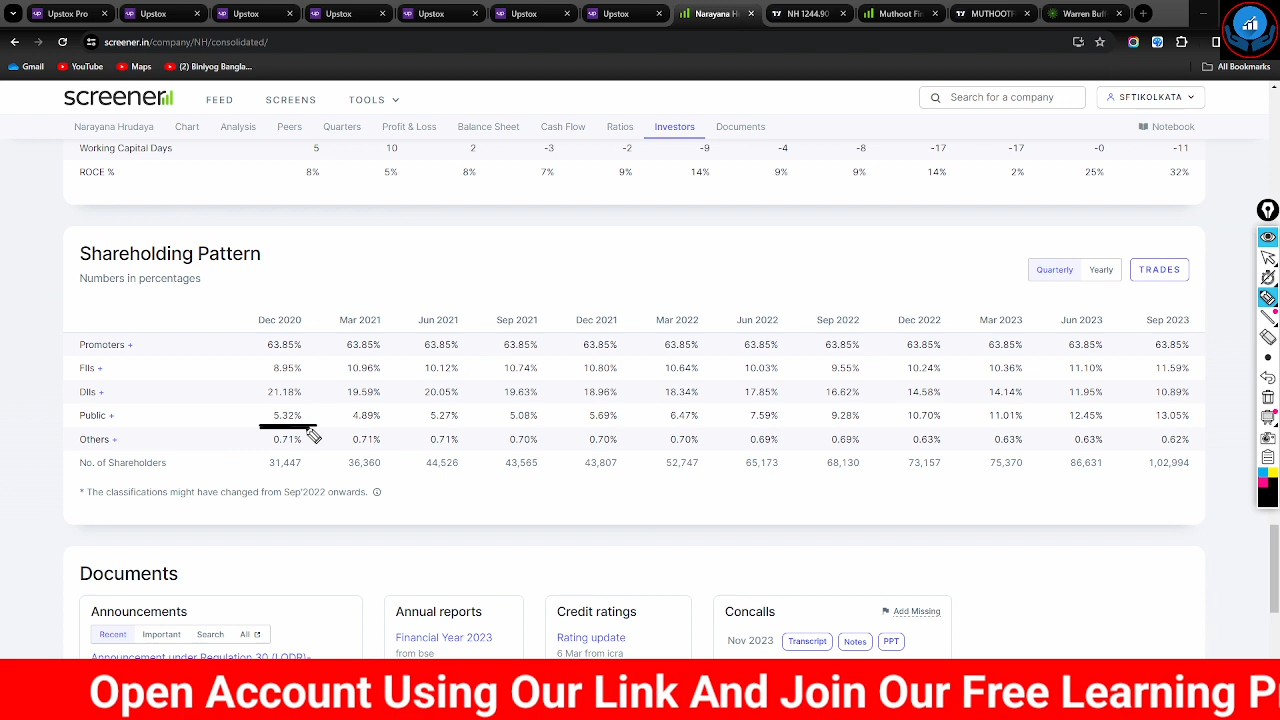 Upstox Pro
Upstox
Upstox
Upstox
Upstox
Upstox
Upstox
Narayana H
NH 1244.90
Muthoot Fi
MUTHOOT
Warren Buf
screener.in/company/NH/consolidated/
Gmail
YouTube
Maps
(2) Biniyog Bangla...
All Bookmarks
screener
FEED
SCREENS
TOOLS
Search for a company
SFTIKOLKATA
Narayana Hrudaya Chart Analysis Peers Quarters Profit & Loss Balance Sheet Cash Flow Ratios Investors Documents Notebook
Working Capital Days 5 10 2 -3 -2 -9 -4 -8 -17 -17 -0 -11
ROCE % 8% 5% 8% 7% 9% 14% 9% 9% 14% 2% 25% 32%
Shareholding Pattern
Numbers in percentages
Quarterly Yearly TRADES
Dec 2020 Mar 2021 Jun 2021 Sep 2021 Dec 2021 Mar 2022 Jun 2022 Sep 2022 Dec 2022 Mar 2023 Jun 2023 Sep 2023
Promoters + 63.85% 63.85% 63.85% 63.85% 63.85% 63.85% 63.85% 63.85% 63.85% 63.85% 63.85% 63.85%
FIIs + 8.95% 10.96% 10.12% 10.74% 10.80% 10.64% 10.03% 9.55% 10.24% 10.36% 11.10% 11.59%
DIIs + 21.18% 19.59% 20.05% 19.63% 18.96% 18.34% 17.85% 16.62% 14.58% 14.14% 11.95% 10.89%
Public + 5.32% 4.89% 5.27% 5.08% 5.69% 6.47% 7.59% 9.28% 10.70% 11.01% 12.45% 13.05%
Others + 0.71% 0.71% 0.71% 0.70% 0.70% 0.70% 0.69% 0.69% 0.63% 0.63% 0.63% 0.62%
No. of Shareholders 31,447 36,360 44,526 43,565 43,807 52,747 65,173 68,130 73,157 75,370 86,631 1,02,994
* The classifications might have changed from Sep'2022 onwards.
Documents
Announcements
Recent Important Search All
Announcement under Regulation 30 (LODR)-
Annual reports
Financial Year 2023
from bse
Credit ratings
Rating update
6 Mar from icra
Concalls
Add Missing
Nov 2023 Transcript Notes PPT
Open Account Using Our Link And Join Our Free Learning P